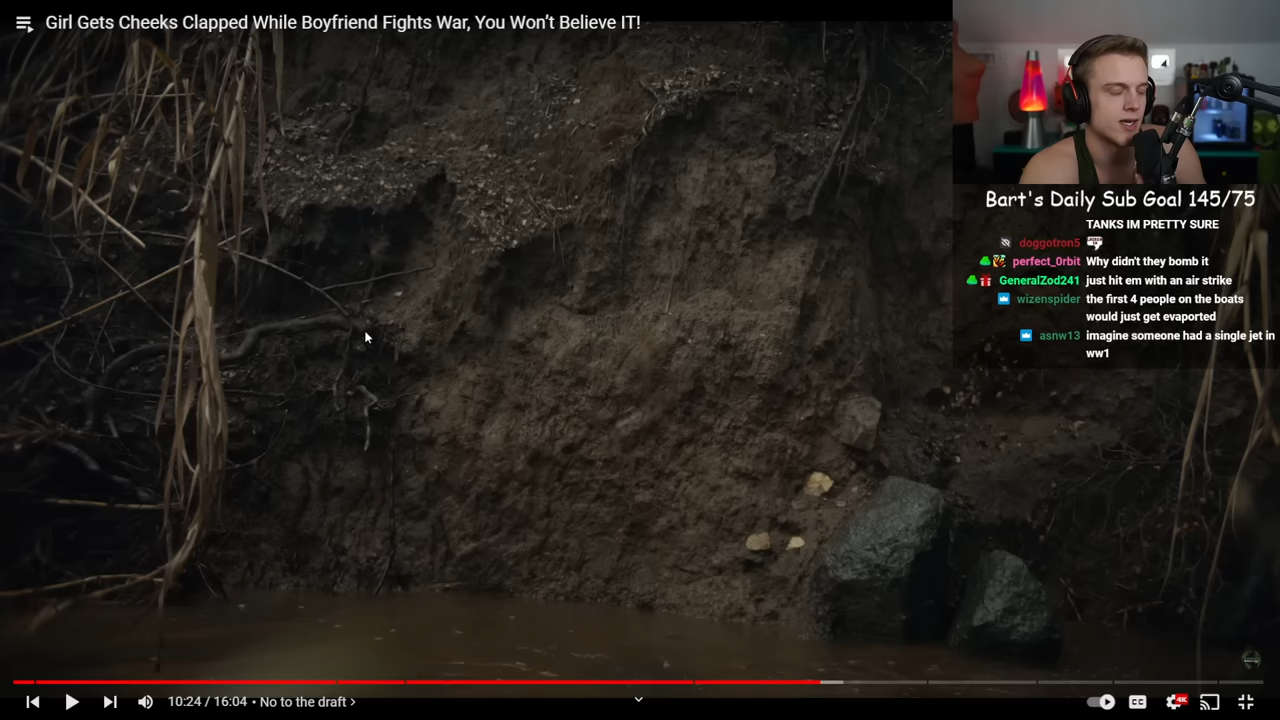 Girl Gets Cheeks Clapped While Boyfriend Fights War, You Won’t Believe IT!
Bart's Daily Sub Goal 145/75
TANKS IM PRETTY SURE
doggotron5
perfect_0rbit Why didn't they bomb it
GeneralZod241 just hit em with an air strike
wizenspider the first 4 people on the boats
would just get evaported
asnw13 imagine someone had a single jet in
ww1
10:24 / 16:04 • No to the draft >
CC
4K